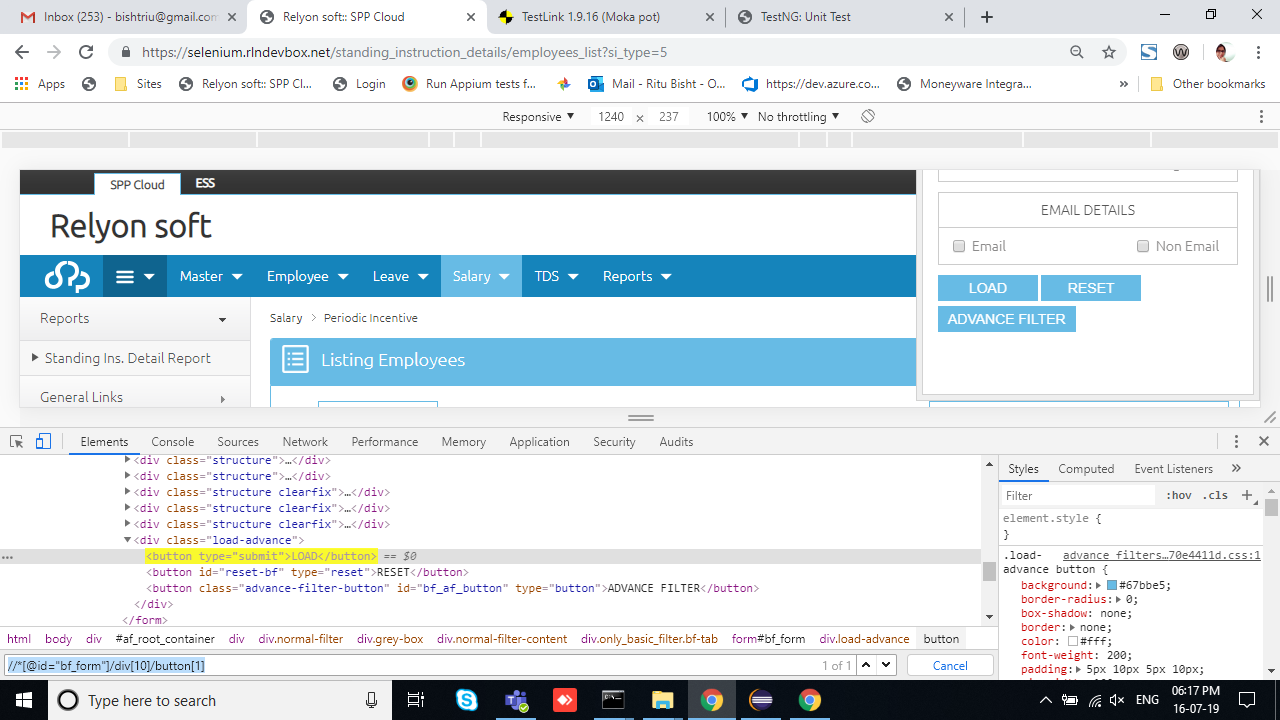 Inbox (253) - bishtriu@gmail.com
Relyon soft:: SPP Cloud
TestLink 1.9.16 (Moka pot)
TestNG: Unit Test
https://selenium.rlndevbox.net/standing_instruction_details/employees_list?si_type=5
Apps
Sites
Relyon soft:: SPP Cl...
Login
Run Appium tests f...
Mail - Ritu Bisht - O...
https://dev.azure.co...
Moneyware Integra...
»
Other bookmarks
Responsive ▼ 1240 × 237 100% ▼ No throttling ▼
SPP Cloud ESS
Relyon soft
Master Employee Leave Salary TDS Reports
Reports
Standing Ins. Detail Report
General Links
Salary > Periodic Incentive
Listing Employees
EMAIL DETAILS
Email Non Email
LOAD RESET
ADVANCE FILTER
Elements Console Sources Network Performance Memory Application Security Audits
<div class="structure">…</div>
<div class="structure">…</div>
<div class="structure clearfix">…</div>
<div class="structure clearfix">…</div>
<div class="structure clearfix">…</div>
<div class="load-advance">
... <button type="submit">LOAD</button> == $0
<button id="reset-bf" type="reset">RESET</button>
<button class="advance-filter-button" id="bf_af_button" type="button">ADVANCE FILTER</button>
</div>
</form>
html body div #af_root_container div div.normal-filter div.grey-box div.normal-filter-content div.only_basic_filter.bf-tab form#bf_form div.load-advance button
//*[@id="bf_form"]/div[10]/button[1] 1 of 1 Cancel
Styles Computed Event Listeners »
Filter :hov .cls +
element.style {
}
.load- advance filters…70e4411d.css:1
advance button {
background: #67bbe5;
border-radius: 0;
box-shadow: none;
border: none;
color: #fff;
font-weight: 200;
padding: 5px 10px 5px 10px;
Type here to search
ENG
06:17 PM
16-07-19